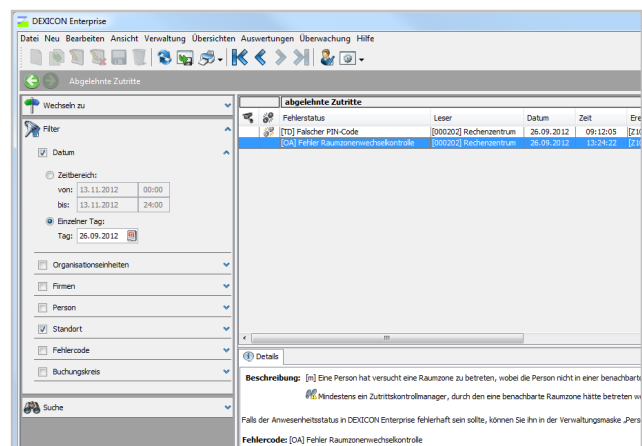 DEXICON Enterprise
Datei Neu Bearbeiten Ansicht Verwaltung Übersichten Auswertungen Überwachung Hilfe
Abgelehnte Zutritte
Wechseln zu
Filter
Datum
Zeitbereich:
von: 13.11.2012 00:00
bis: 13.11.2012 24:00
Einzelner Tag:
Tag: 26.09.2012
Organisationseinheiten
Firmen
Person
Standort
Fehlercode
Buchungskreis
Suche
abgelehnte Zutritte
Fehlerstatus Leser Datum Zeit Ere
[TD] Falscher PIN-Code [000202] Rechenzentrum 26.09.2012 09:12:05 [Z10
[OA] Fehler Raumzonenwechselkontrolle [000202] Rechenzentrum 26.09.2012 13:24:22 [Z10
Details
Beschreibung: [m] Eine Person hat versucht eine Raumzone zu betreten, wobei die Person nicht in einer benachbarte
Mindestens ein Zutrittskontrollmanager, durch den eine benachbarte Raumzone hätte betreten w
Falls der Anwesenheitsstatus in DEXICON Enterprise fehlerhaft sein sollte, können Sie ihn in der Verwaltungsmaske „Pers
Fehlercode: [OA] Fehler Raumzonenwechselkontrolle